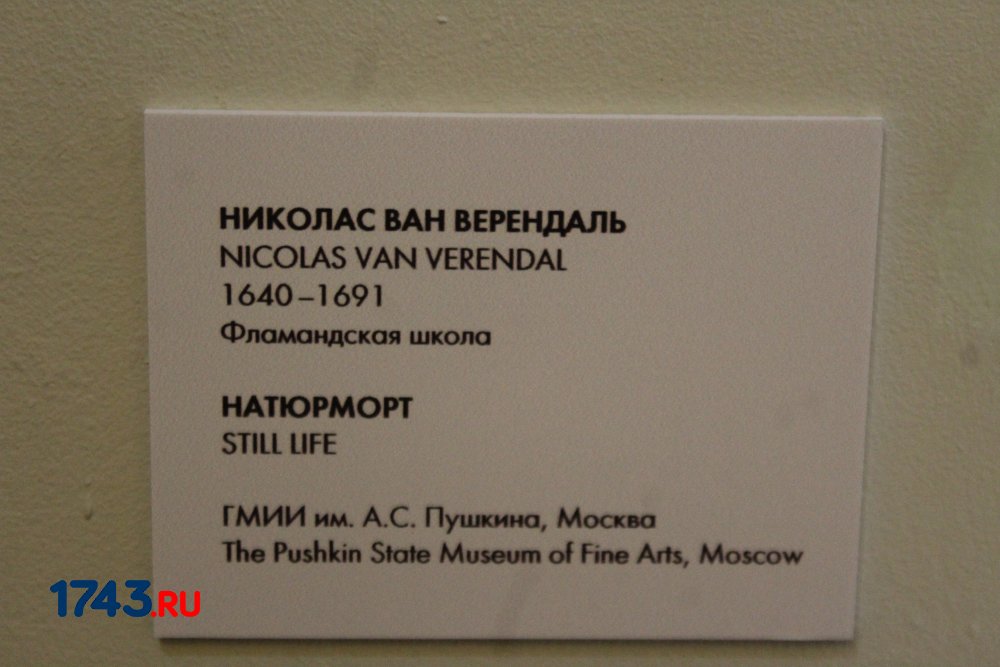 НИКОЛАС ВАН ВЕРЕНДАЛЬ
NICOLAS VAN VERENDAL
1640–1691
Фламандская школа
НАТЮРМОРТ
STILL LIFE
ГМИИ им. А.С. Пушкина, Москва
The Pushkin State Museum of Fine Arts, Moscow
1743.RU